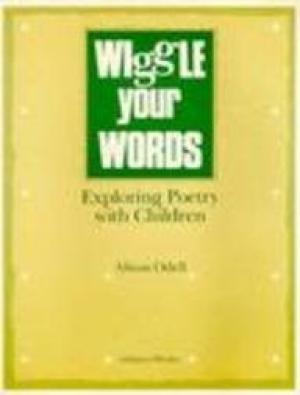 WIggLE
your
WORDS
Exploring Poetry
with Children
Alison Odell